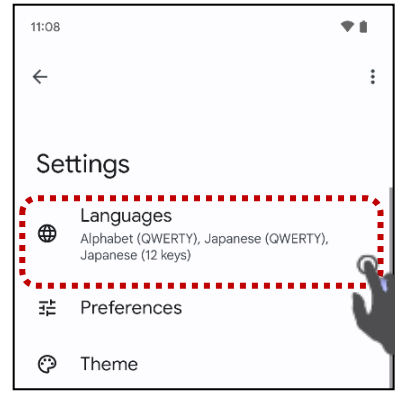 11:08
Settings
Languages
Alphabet (QWERTY), Japanese (QWERTY),
Japanese (12 keys)
Preferences
Theme